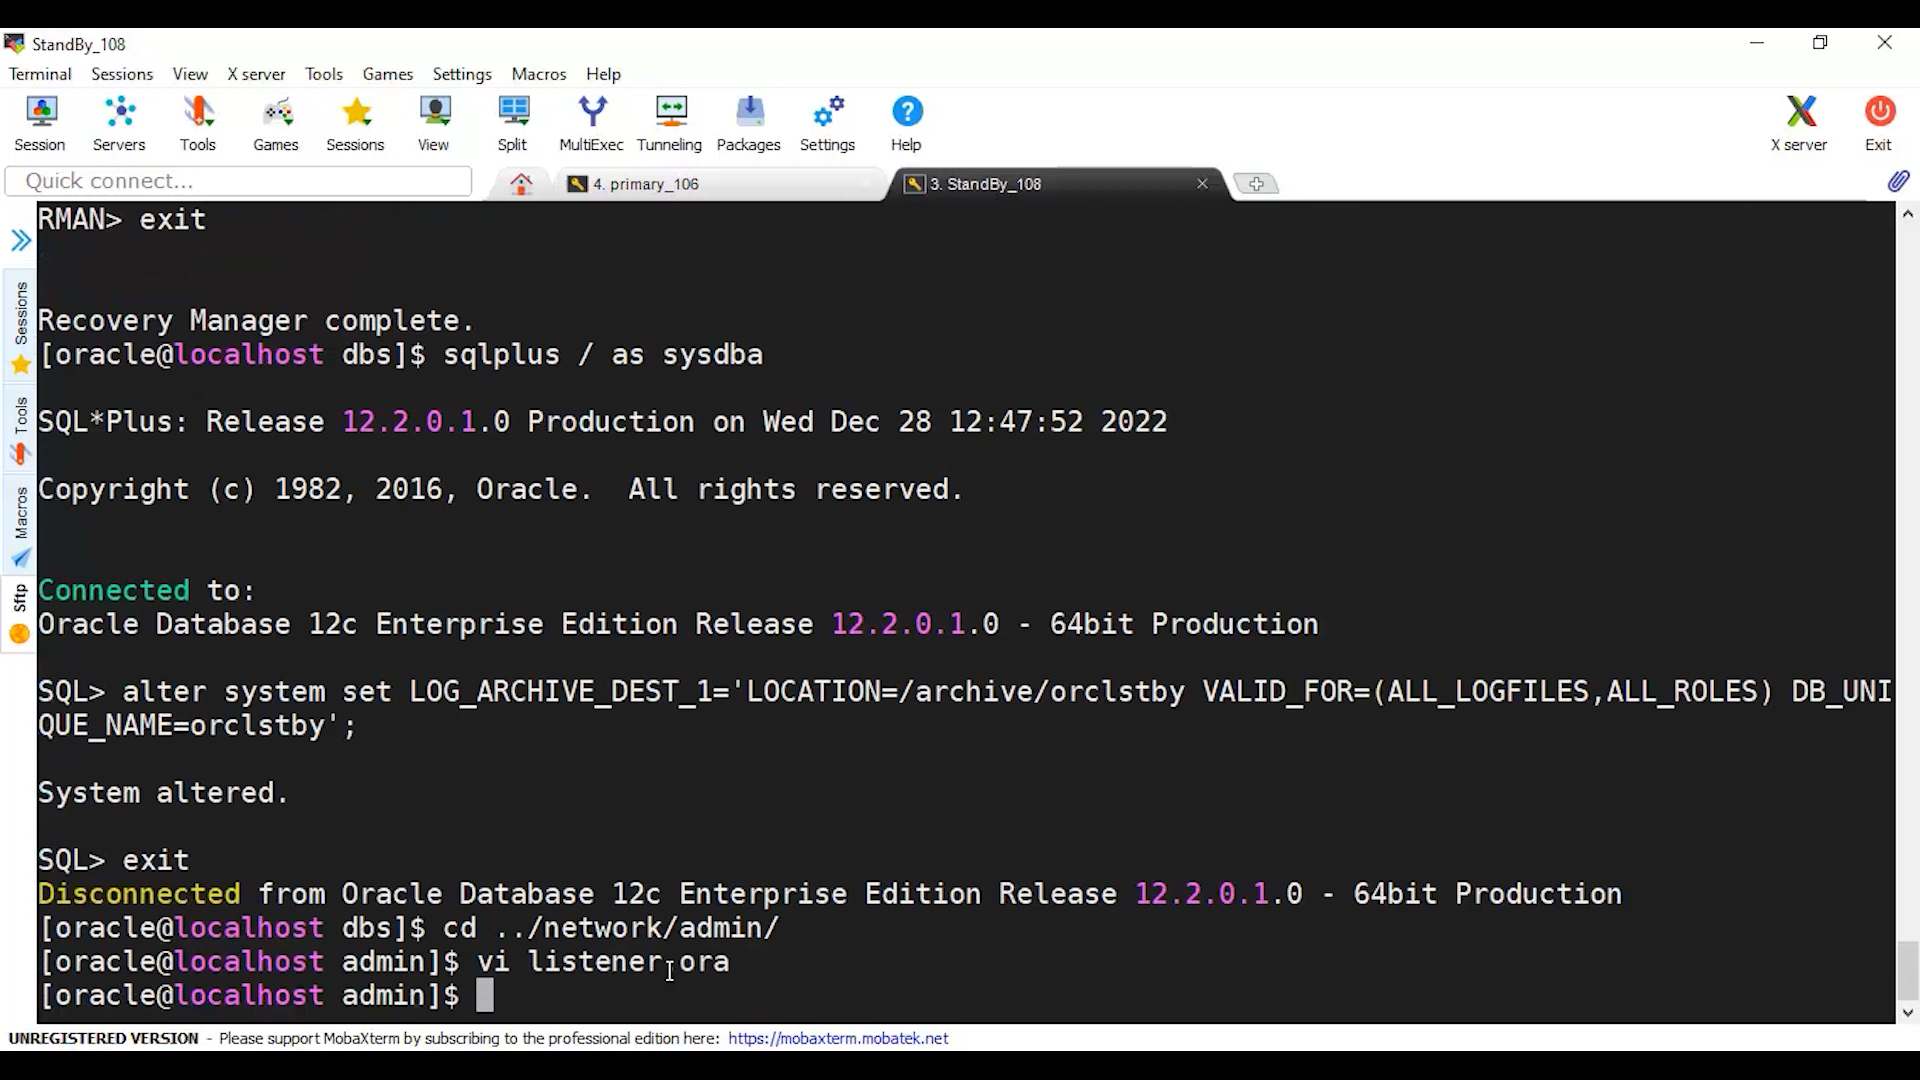 StandBy_108
Terminal Sessions View X server Tools Games Settings Macros Help
Session Servers Tools Games Sessions View Split MultiExec Tunneling Packages Settings Help X server Exit
Quick connect...
4. primary_106
3. StandBy_108
Sessions
Tools
Macros
Sftp
RMAN> exit
Recovery Manager complete.
[oracle@localhost dbs]$ sqlplus / as sysdba
SQL*Plus: Release 12.2.0.1.0 Production on Wed Dec 28 12:47:52 2022
Copyright (c) 1982, 2016, Oracle.  All rights reserved.
Connected to:
Oracle Database 12c Enterprise Edition Release 12.2.0.1.0 - 64bit Production
SQL> alter system set LOG_ARCHIVE_DEST_1='LOCATION=/archive/orclstby VALID_FOR=(ALL_LOGFILES,ALL_ROLES) DB_UNI
QUE_NAME=orclstby';
System altered.
SQL> exit
Disconnected from Oracle Database 12c Enterprise Edition Release 12.2.0.1.0 - 64bit Production
[oracle@localhost dbs]$ cd ../network/admin/
[oracle@localhost admin]$ vi listener.ora
[oracle@localhost admin]$
UNREGISTERED VERSION - Please support MobaXterm by subscribing to the professional edition here: https://mobaxterm.mobatek.net